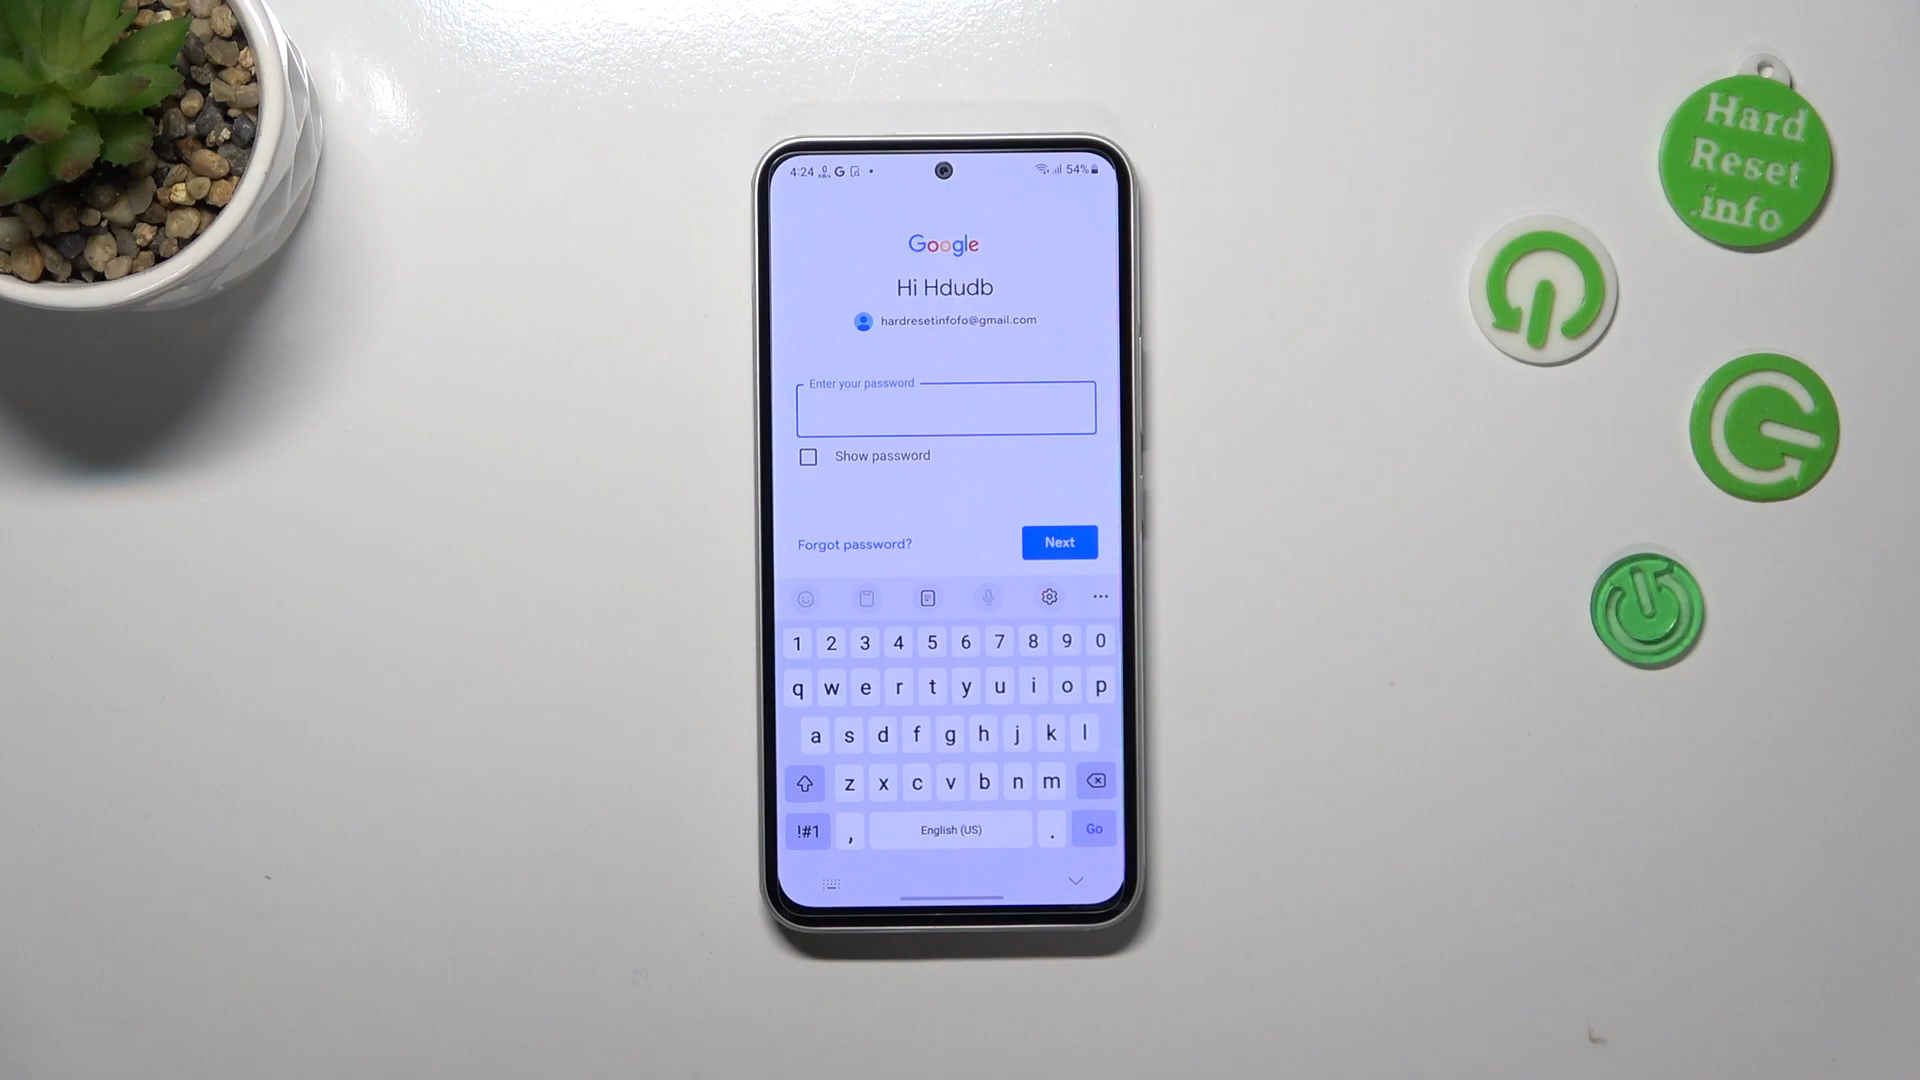 4:24 G 54%
Google
Hi Hdudb
hardresetinfofo@gmail.com
Enter your password
Show password
Forgot password? Next
1 2 3 4 5 6 7 8 9 0
q w e r t y u i o p
a s d f g h j k l
z x c v b n m
!#1 , English (US) . Go
Hard
Reset
info